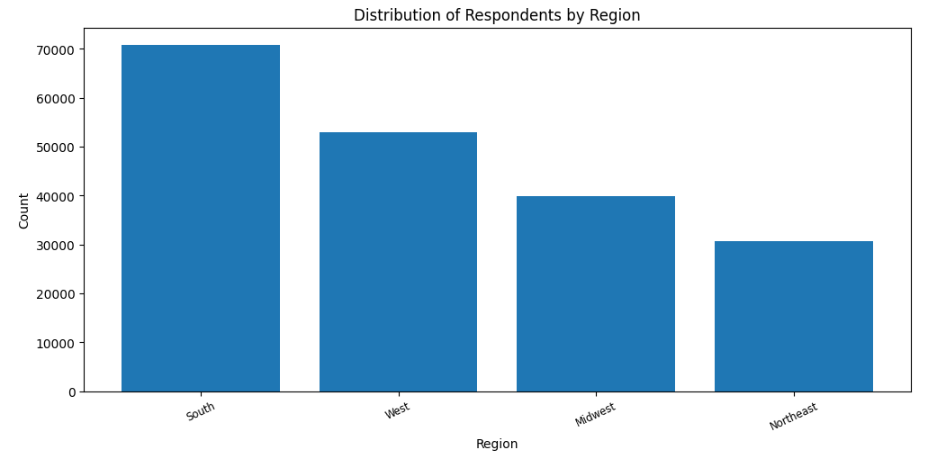 Distribution of Respondents by Region
70000
60000
50000
40000
30000
20000
10000
0
Count
South
West
Midwest
Northeast
Region